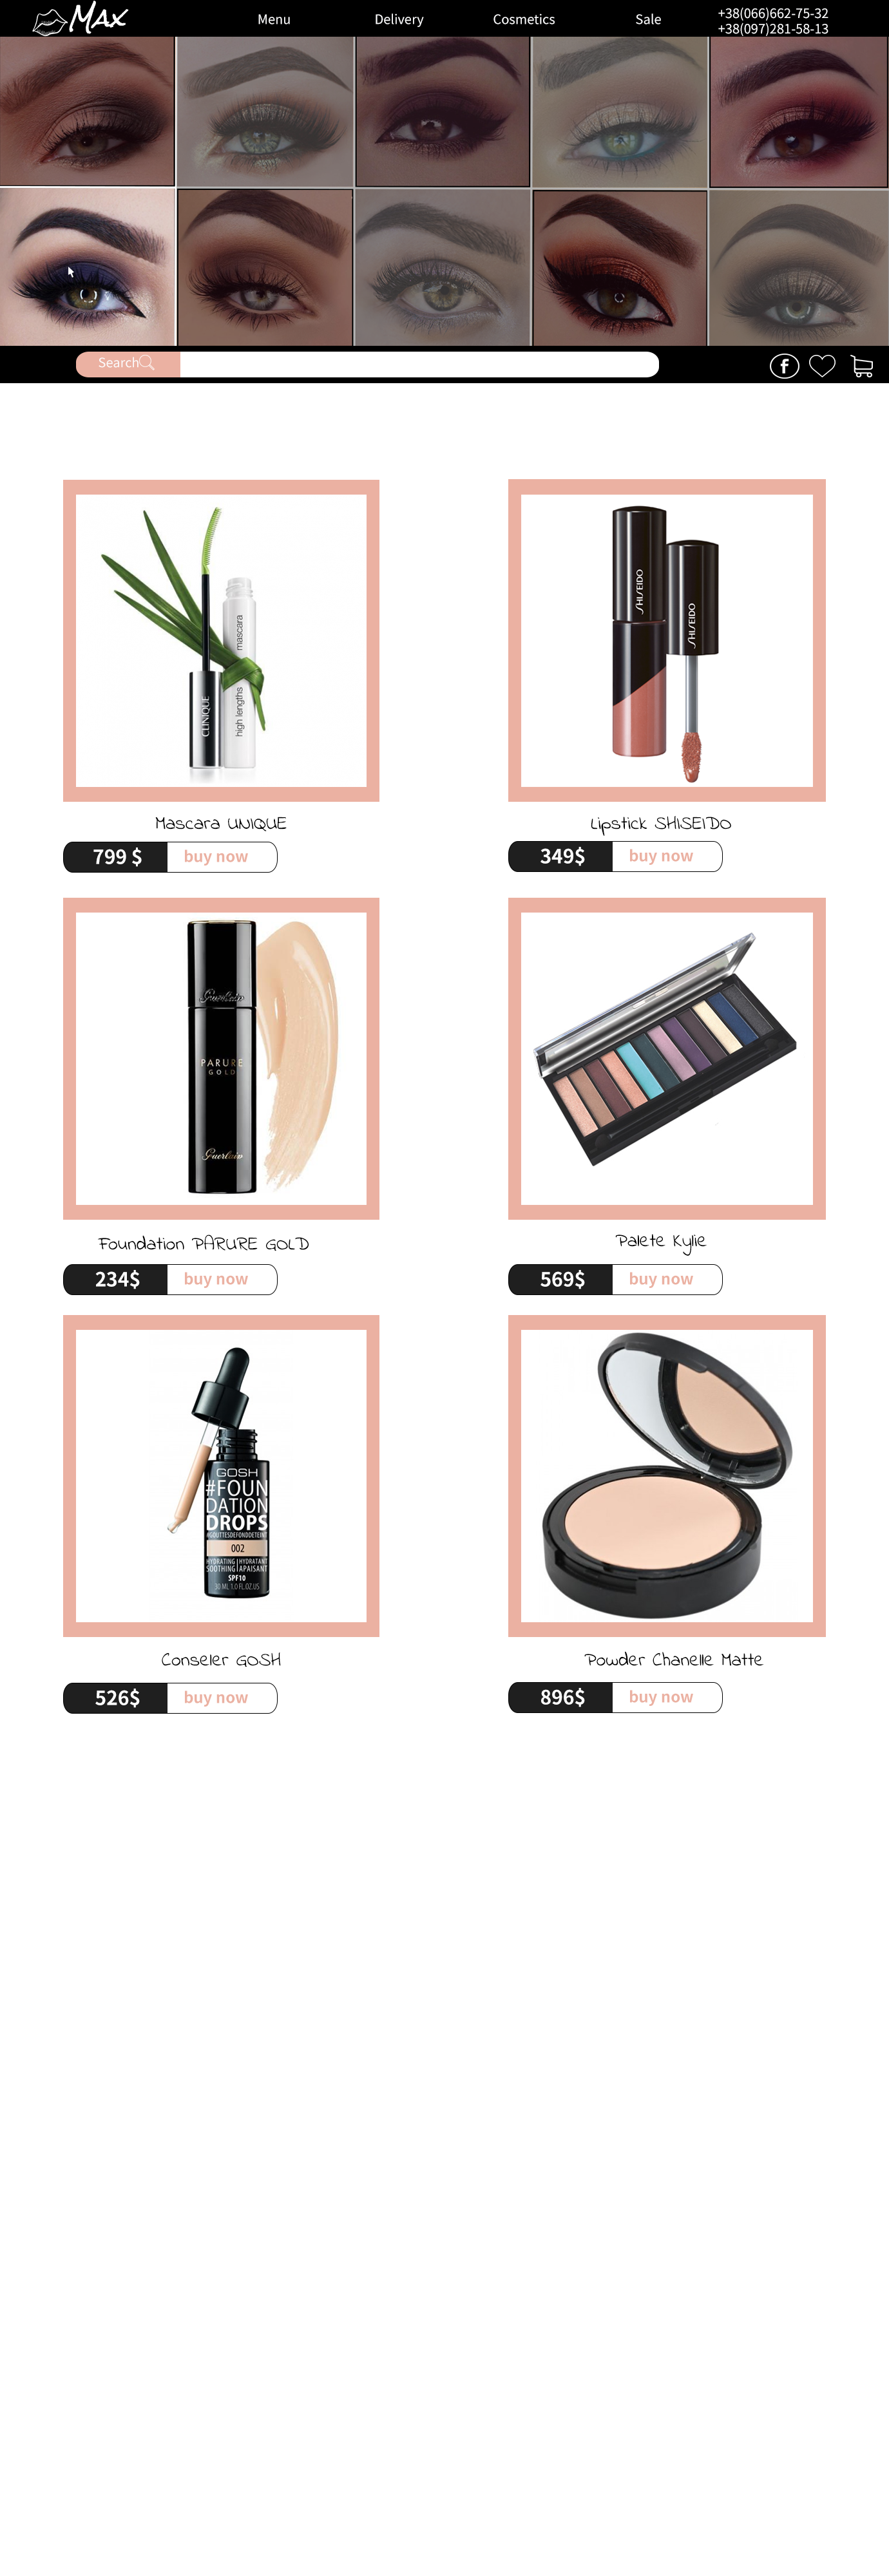 Max
Menu
Delivery
Cosmetics
Sale
+38(066)662-75-32
+38(097)281-58-13
Search
f
CLINIQUE
high lengths mascara
SHISEIDO
SHISEIDO
Mascara UNIQUE
799 $ buy now
Lipstick SHISEIDO
349$ buy now
Guerlain
PARURE
GOLD
Guerlain
Foundation PARURE GOLD
234$ buy now
Palete Kylie
569$ buy now
GOSH
#FOUN
DATION
DROPS
#GOUTTESDEFONDDETEINT
002
HYDRATING|HYDRATANT
SOOTHING|APAISANT
SPF10
30 ML 1.0 FL.OZ.US
Conseler GOSH
526$ buy now
Powder Chanelle Matte
896$ buy now